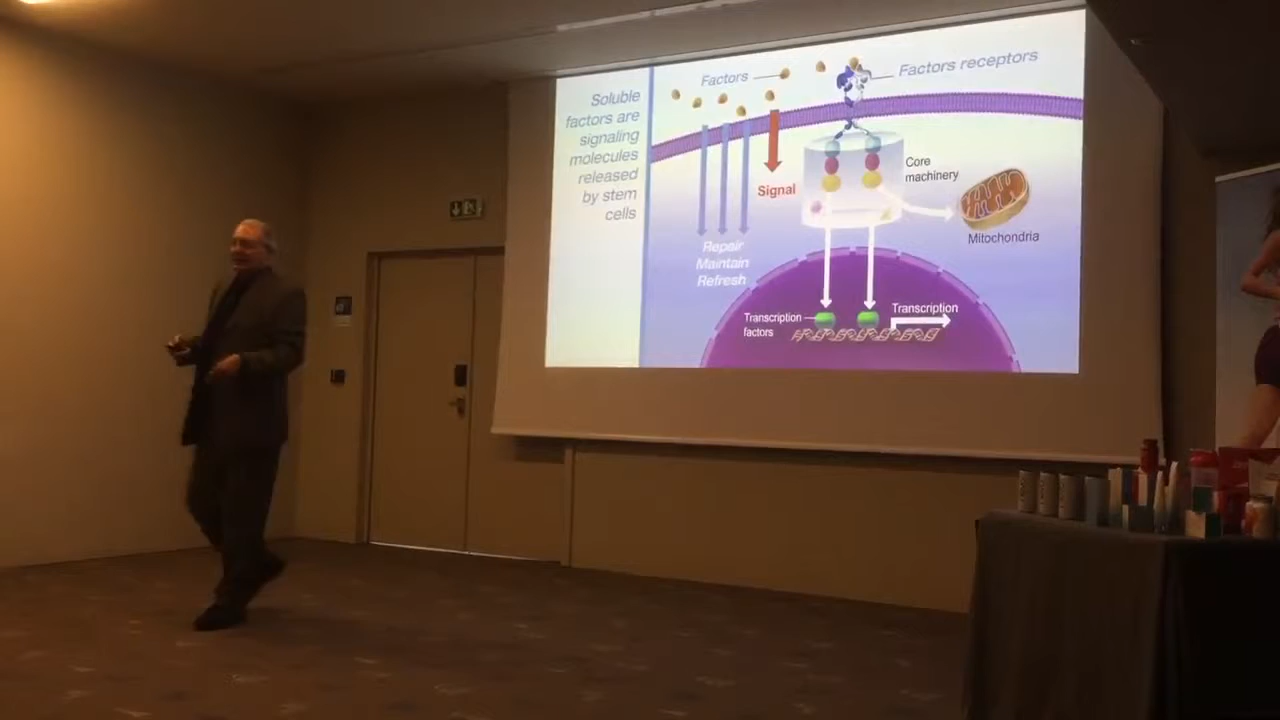 Soluble
factors are
signaling
molecules
released
by stem
cells
Factors
Factors receptors
Signal
Core
machinery
Mitochondria
Repair
Maintain
Refresh
Transcription
factors
Transcription